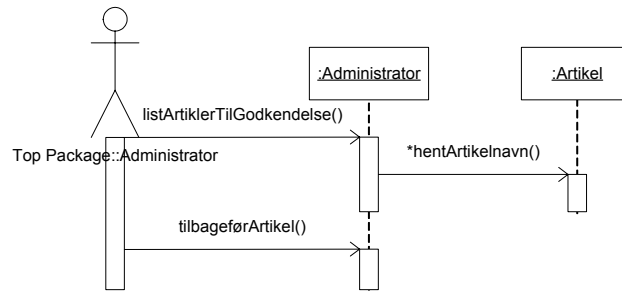 :Administrator
:Artikel
listArtiklerTilGodkendelse()
Top Package::Administrator
*hentArtikelnavn()
tilbageførArtikel()